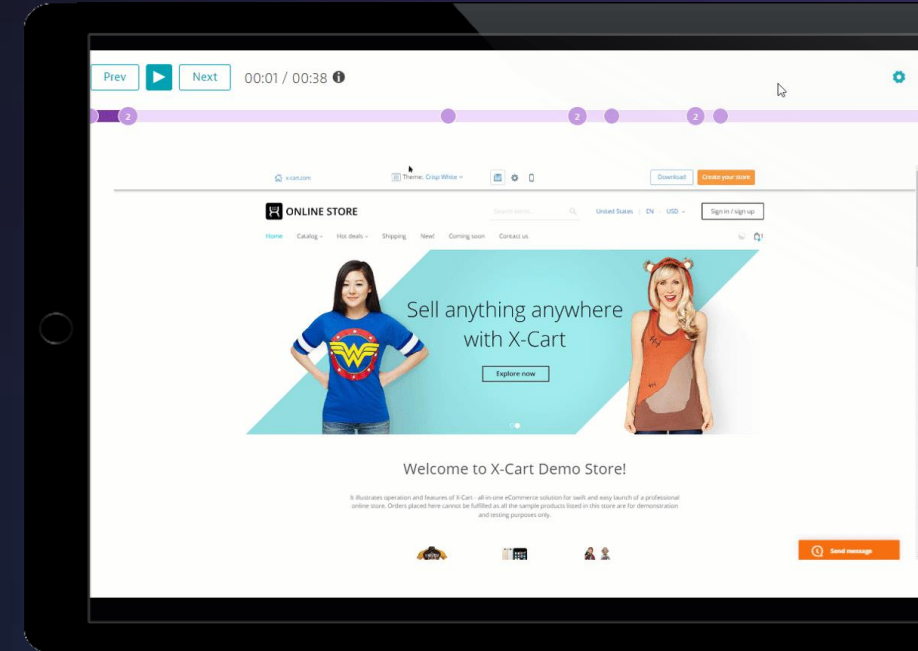 Prev Next 00:01 / 00:38
2 2 2
x-cart.com Theme: Crisp White Download Create your store
ONLINE STORE United States EN USD Sign in / sign up
Home Catalog Hot deals Shipping New! Coming soon Contact us
Sell anything anywhere
with X-Cart
Explore now
Welcome to X-Cart Demo Store!
It illustrates operation and features of X-Cart - all-in-one eCommerce solution for swift and easy launch of a professional
online store. Orders placed here cannot be fulfilled as all the sample products listed in this store are for demonstration
and testing purposes only.
Send message